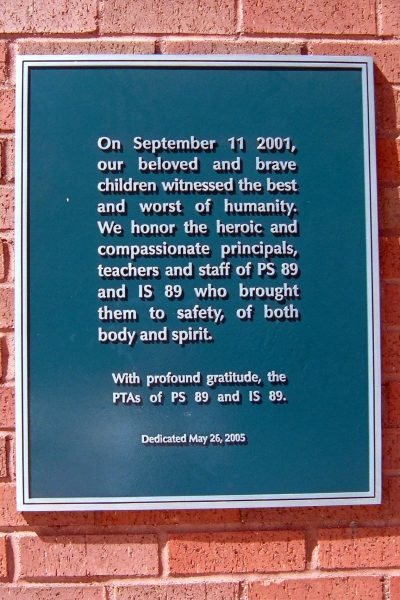 On September 11 2001,
our beloved and brave
children witnessed the best
and worst of humanity.
We honor the heroic and
compassionate principals,
teachers and staff of PS 89
and IS 89 who brought
them to safety, of both
body and spirit.
With profound gratitude, the
PTAs of PS 89 and IS 89.
Dedicated May 26, 2005